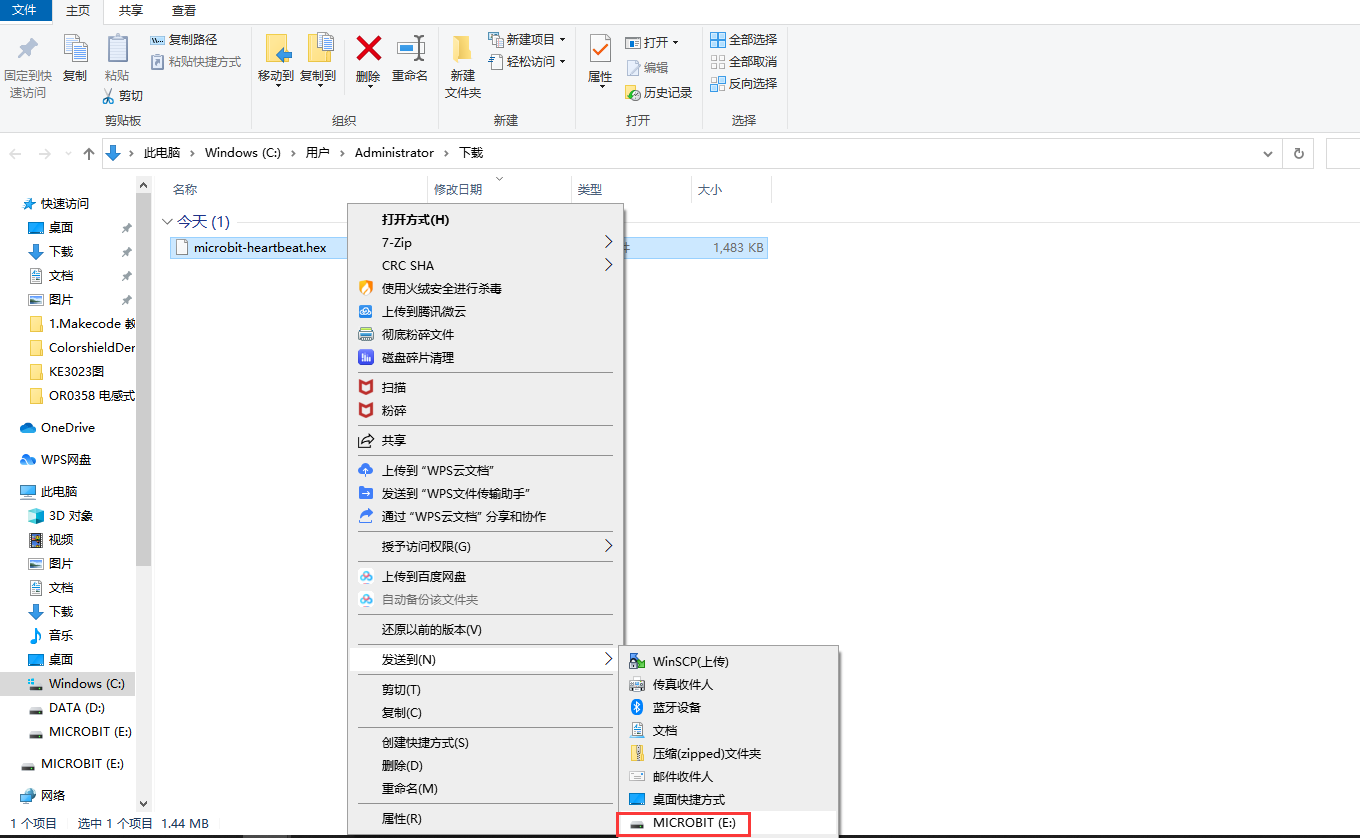 文件 主页 共享 查看
固定到快速访问
复制
粘贴
复制路径
粘贴快捷方式
剪切
剪贴板
移动到
复制到
删除
重命名
组织
新建
文件夹
新建项目
轻松访问
新建
属性
打开
编辑
历史记录
打开
全部选择
全部取消
反向选择
选择
此电脑 > Windows (C:) > 用户 > Administrator > 下载
快速访问
桌面
下载
文档
图片
1.Makecode 教
ColorshieldDer
KE3023图
OR0358 电感式
OneDrive
WPS网盘
此电脑
3D 对象
视频
图片
文档
下载
音乐
桌面
Windows (C:)
DATA (D:)
MICROBIT (E:)
MICROBIT (E:)
网络
名称 修改日期 类型 大小
今天 (1)
microbit-heartbeat.hex 件 1,483 KB
打开方式(H)
7-Zip
CRC SHA
使用火绒安全进行杀毒
上传到腾讯微云
彻底粉碎文件
磁盘碎片清理
扫描
粉碎
共享
上传到 “WPS云文档”
发送到 “WPS文件传输助手”
通过 “WPS云文档” 分享和协作
授予访问权限(G)
上传到百度网盘
自动备份该文件夹
还原以前的版本(V)
发送到(N)
剪切(T)
复制(C)
创建快捷方式(S)
删除(D)
重命名(M)
属性(R)
WinSCP(上传)
传真收件人
蓝牙设备
文档
压缩(zipped)文件夹
邮件收件人
桌面快捷方式
MICROBIT (E:)
1 个项目 选中 1 个项目 1.44 MB